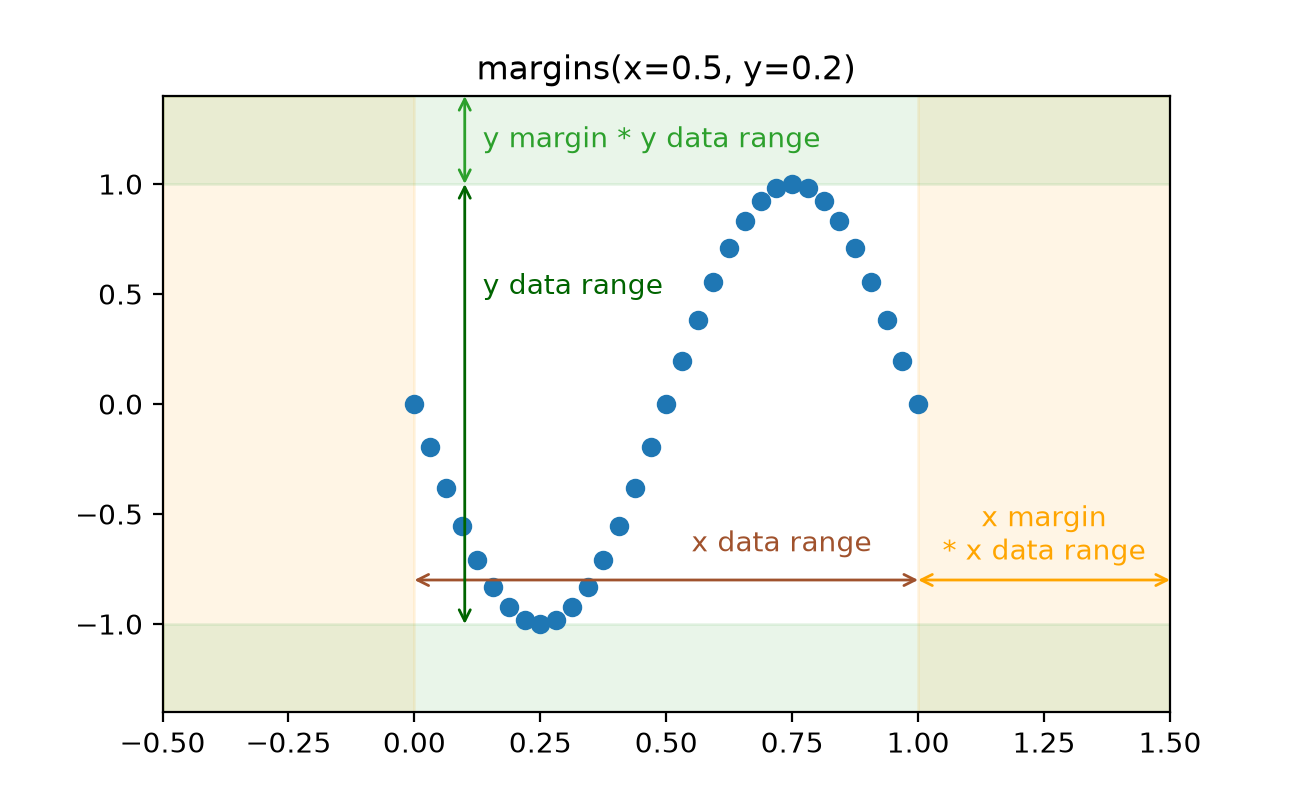 margins(x=0.5, y=0.2)
y margin * y data range
1.0
y data range
0.5
0.0
−0.5
x margin
x data range
* x data range
−1.0
−0.50 −0.25 0.00 0.25 0.50 0.75 1.00 1.25 1.50